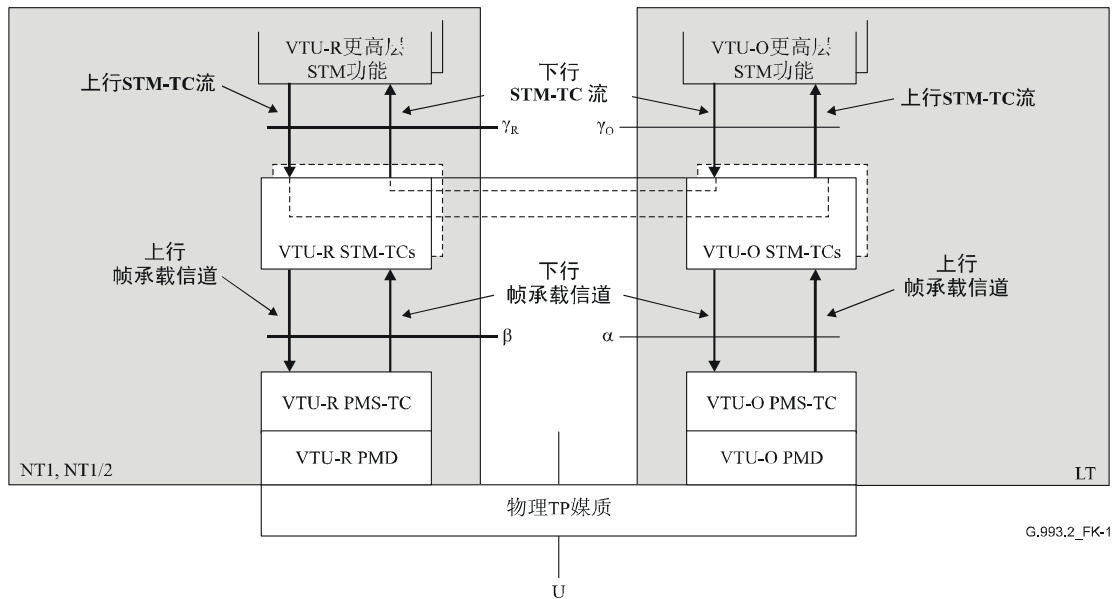 VTU-R更高层
STM功能
VTU-O更高层
STM功能
上行STM-TC流
下行
STM-TC 流
上行STM-TC流
γR
γO
VTU-R STM-TCs
VTU-O STM-TCs
上行
帧承载信道
下行
帧承载信道
上行
帧承载信道
β
α
VTU-R PMS-TC
VTU-O PMS-TC
VTU-R PMD
VTU-O PMD
NT1, NT1/2
LT
物理TP媒质
G.993.2_FK-1
U